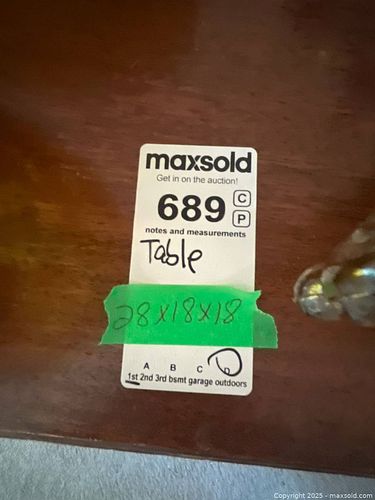 maxsold
Get in on the auction!
689 C
P
notes and measurements
Table
28x18x18
A B C D
1st 2nd 3rd bsmt garage outdoors
Copyright 2025 - maxsold.com